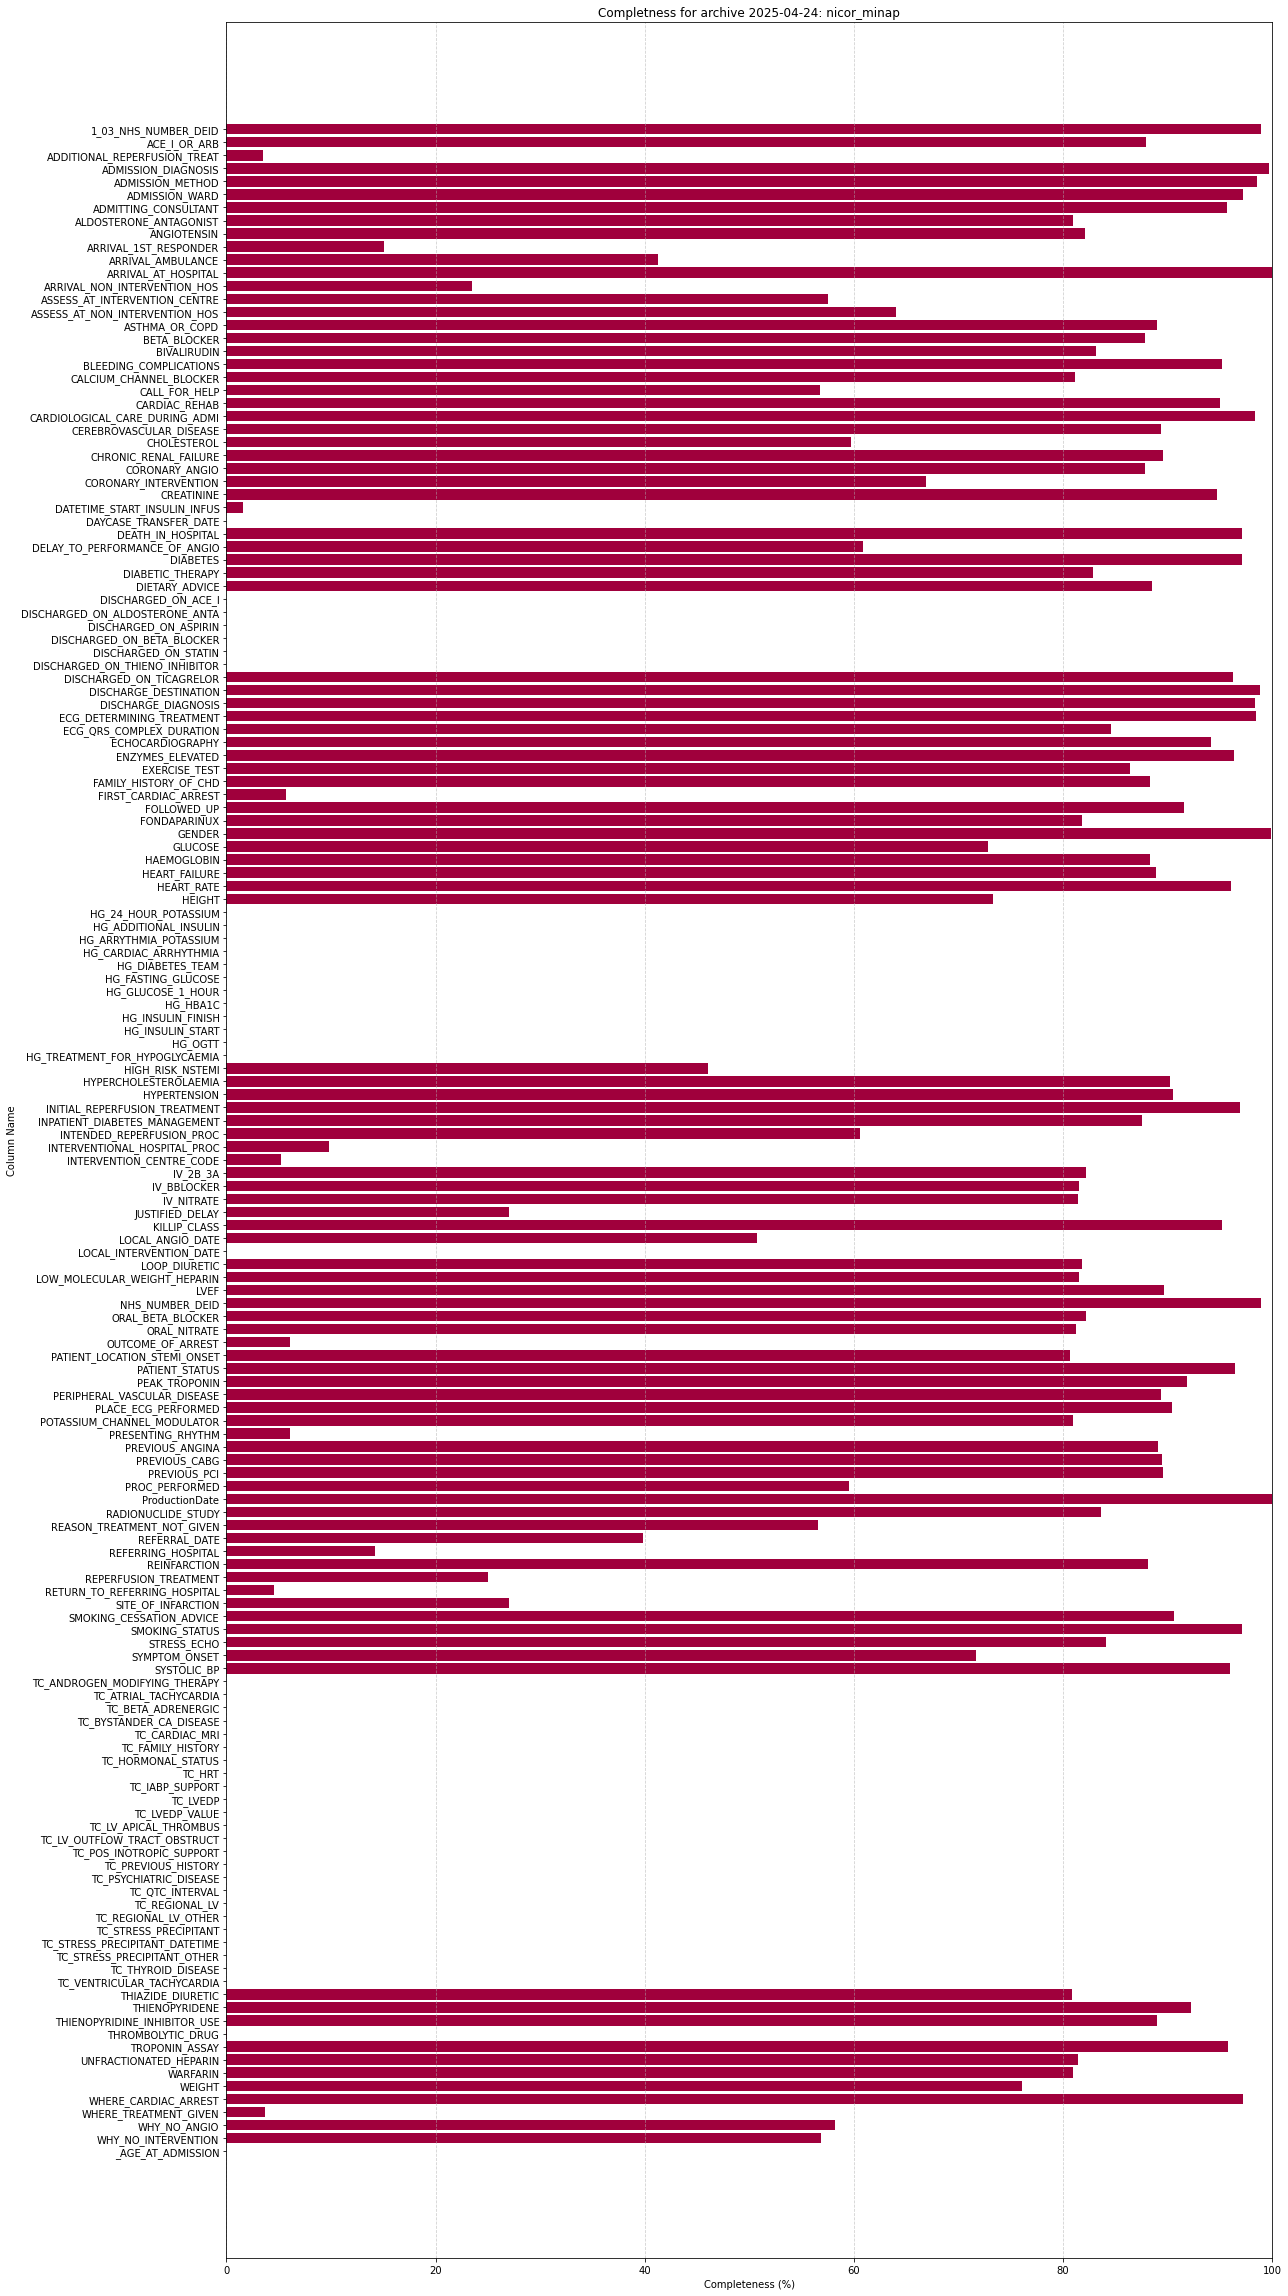 Completness for archive 2025-04-24: nicor_minap
1_03_NHS_NUMBER_DEID
ACE_I_OR_ARB
ADDITIONAL_REPERFUSION_TREAT
ADMISSION_DIAGNOSIS
ADMISSION_METHOD
ADMISSION_WARD
ADMITTING_CONSULTANT
ALDOSTERONE_ANTAGONIST
ANGIOTENSIN
ARRIVAL_1ST_RESPONDER
ARRIVAL_AMBULANCE
ARRIVAL_AT_HOSPITAL
ARRIVAL_NON_INTERVENTION_HOS
ASSESS_AT_INTERVENTION_CENTRE
ASSESS_AT_NON_INTERVENTION_HOS
ASTHMA_OR_COPD
BETA_BLOCKER
BIVALIRUDIN
BLEEDING_COMPLICATIONS
CALCIUM_CHANNEL_BLOCKER
CALL_FOR_HELP
CARDIAC_REHAB
CARDIOLOGICAL_CARE_DURING_ADMI
CEREBROVASCULAR_DISEASE
CHOLESTEROL
CHRONIC_RENAL_FAILURE
CORONARY_ANGIO
CORONARY_INTERVENTION
CREATININE
DATETIME_START_INSULIN_INFUS
DAYCASE_TRANSFER_DATE
DEATH_IN_HOSPITAL
DELAY_TO_PERFORMANCE_OF_ANGIO
DIABETES
DIABETIC_THERAPY
DIETARY_ADVICE
DISCHARGED_ON_ACE_I
DISCHARGED_ON_ALDOSTERONE_ANTA
DISCHARGED_ON_ASPIRIN
DISCHARGED_ON_BETA_BLOCKER
DISCHARGED_ON_STATIN
DISCHARGED_ON_THIENO_INHIBITOR
DISCHARGED_ON_TICAGRELOR
DISCHARGE_DESTINATION
DISCHARGE_DIAGNOSIS
ECG_DETERMINING_TREATMENT
ECG_QRS_COMPLEX_DURATION
ECHOCARDIOGRAPHY
ENZYMES_ELEVATED
EXERCISE_TEST
FAMILY_HISTORY_OF_CHD
FIRST_CARDIAC_ARREST
FOLLOWED_UP
FONDAPARINUX
GENDER
GLUCOSE
HAEMOGLOBIN
HEART_FAILURE
HEART_RATE
HEIGHT
HG_24_HOUR_POTASSIUM
HG_ADDITIONAL_INSULIN
HG_ARRYTHMIA_POTASSIUM
HG_CARDIAC_ARRHYTHMIA
HG_DIABETES_TEAM
HG_FASTING_GLUCOSE
HG_GLUCOSE_1_HOUR
HG_HBA1C
HG_INSULIN_FINISH
HG_INSULIN_START
HG_OGTT
HG_TREATMENT_FOR_HYPOGLYCAEMIA
HIGH_RISK_NSTEMI
HYPERCHOLESTEROLAEMIA
HYPERTENSION
INITIAL_REPERFUSION_TREATMENT
INPATIENT_DIABETES_MANAGEMENT
INTENDED_REPERFUSION_PROC
INTERVENTIONAL_HOSPITAL_PROC
INTERVENTION_CENTRE_CODE
IV_2B_3A
IV_BBLOCKER
IV_NITRATE
JUSTIFIED_DELAY
KILLIP_CLASS
LOCAL_ANGIO_DATE
LOCAL_INTERVENTION_DATE
LOOP_DIURETIC
LOW_MOLECULAR_WEIGHT_HEPARIN
LVEF
NHS_NUMBER_DEID
ORAL_BETA_BLOCKER
ORAL_NITRATE
OUTCOME_OF_ARREST
PATIENT_LOCATION_STEMI_ONSET
PATIENT_STATUS
PEAK_TROPONIN
PERIPHERAL_VASCULAR_DISEASE
PLACE_ECG_PERFORMED
POTASSIUM_CHANNEL_MODULATOR
PRESENTING_RHYTHM
PREVIOUS_ANGINA
PREVIOUS_CABG
PREVIOUS_PCI
PROC_PERFORMED
ProductionDate
RADIONUCLIDE_STUDY
REASON_TREATMENT_NOT_GIVEN
REFERRAL_DATE
REFERRING_HOSPITAL
REINFARCTION
REPERFUSION_TREATMENT
RETURN_TO_REFERRING_HOSPITAL
SITE_OF_INFARCTION
SMOKING_CESSATION_ADVICE
SMOKING_STATUS
STRESS_ECHO
SYMPTOM_ONSET
SYSTOLIC_BP
TC_ANDROGEN_MODIFYING_THERAPY
TC_ATRIAL_TACHYCARDIA
TC_BETA_ADRENERGIC
TC_BYSTANDER_CA_DISEASE
TC_CARDIAC_MRI
TC_FAMILY_HISTORY
TC_HORMONAL_STATUS
TC_HRT
TC_IABP_SUPPORT
TC_LVEDP
TC_LVEDP_VALUE
TC_LV_APICAL_THROMBUS
TC_LV_OUTFLOW_TRACT_OBSTRUCT
TC_POS_INOTROPIC_SUPPORT
TC_PREVIOUS_HISTORY
TC_PSYCHIATRIC_DISEASE
TC_QTC_INTERVAL
TC_REGIONAL_LV
TC_REGIONAL_LV_OTHER
TC_STRESS_PRECIPITANT
TC_STRESS_PRECIPITANT_DATETIME
TC_STRESS_PRECIPITANT_OTHER
TC_THYROID_DISEASE
TC_VENTRICULAR_TACHYCARDIA
THIAZIDE_DIURETIC
THIENOPYRIDENE
THIENOPYRIDINE_INHIBITOR_USE
THROMBOLYTIC_DRUG
TROPONIN_ASSAY
UNFRACTIONATED_HEPARIN
WARFARIN
WEIGHT
WHERE_CARDIAC_ARREST
WHERE_TREATMENT_GIVEN
WHY_NO_ANGIO
WHY_NO_INTERVENTION
_AGE_AT_ADMISSION
Column Name
0 20 40 60 80 100
Completeness (%)